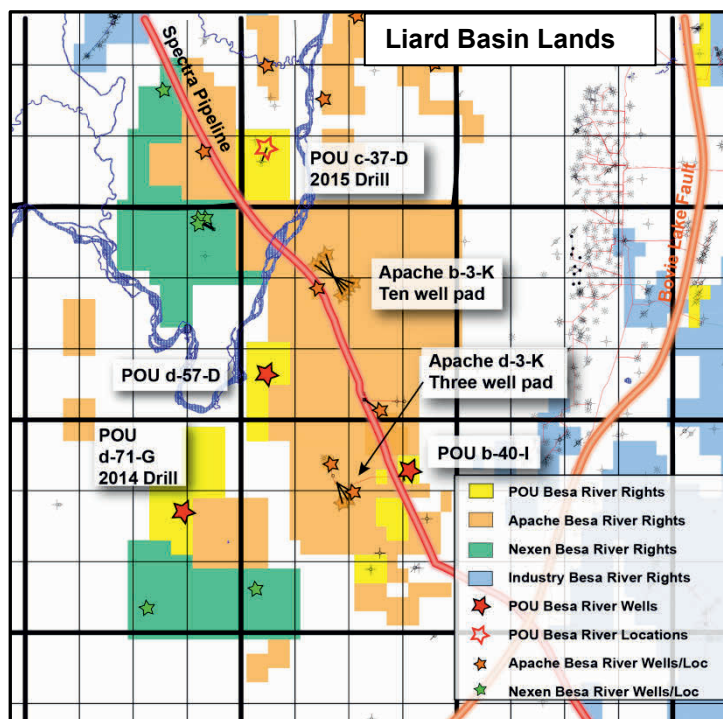 Liard Basin Lands
Spectra Pipeline
POU c-37-D
2015 Drill
Bovis Lake Fault
Apache b-3-K
Ten well pad
Apache d-3-K
Three well pad
POU d-57-D
POU
d-71-G
2014 Drill
POU b-40-I
POU Besa River Rights
Apache Besa River Rights
Nexen Besa River Rights
Industry Besa River Rights
POU Besa River Wells
POU Besa River Locations
Apache Besa River Wells/Loc
Nexen Besa River Wells/Loc